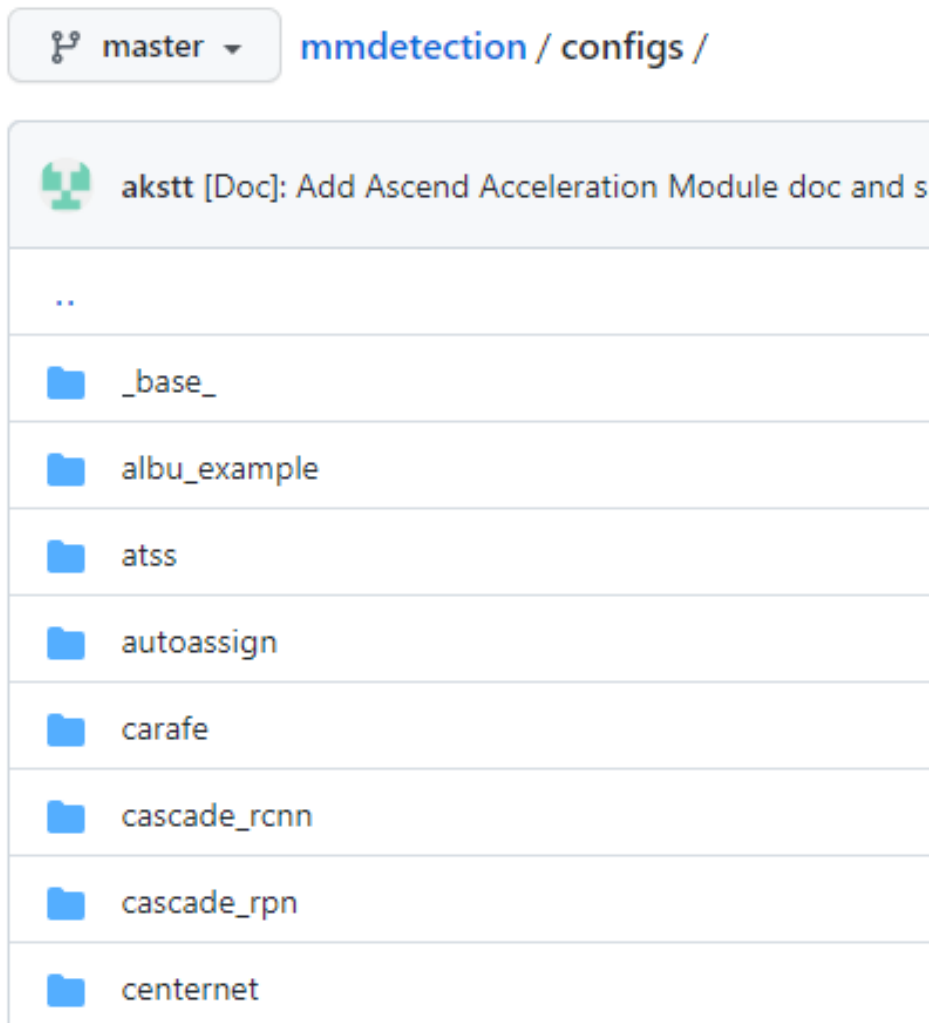 master mmdetection / configs /
akstt [Doc]: Add Ascend Acceleration Module doc and s
..
_base_
albu_example
atss
autoassign
carafe
cascade_rcnn
cascade_rpn
centernet